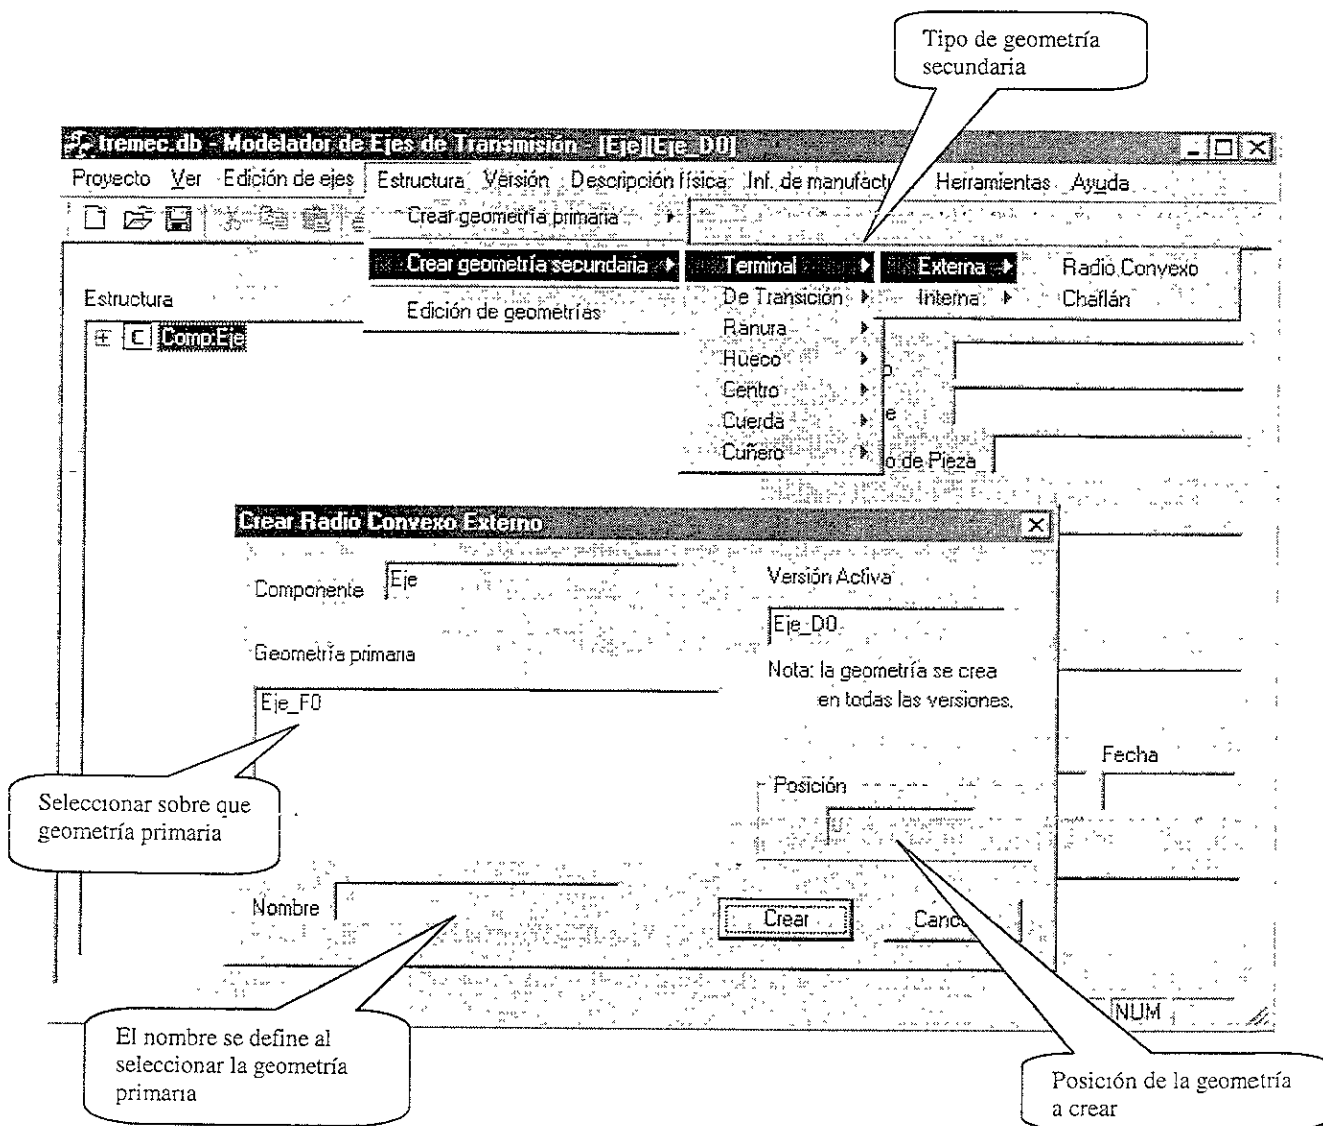 Tipo de geometría
secundaria
tremec.db - Modelador de Ejes de Transmisión - [Eje][Eje_D0]
Proyecto Ver Edición de ejes Estructura Versión Descripción física Inf. de manufact Herramientas Ayuda
Crear geometría primaria
Crear geometría secundaria
Edición de geometrías
Terminal
De Transición
Ranura
Hueco
Centro
Cuerda
Cuñero
Externa
Interna
Radio Convexo
Chaflán
Estructura
C Comp:Eje
o
e
o de Pieza
Crear Radio Convexo Externo
Componente Eje
Versión Activa
Eje_D0
Geometría primaria
Nota: la geometría se crea
en todas las versiones.
Eje_F0
Fecha
Seleccionar sobre que
geometría primaria
Posición
0
Nombre
Crear
Canc
NUM
El nombre se define al
seleccionar la geometría
primaria
Posición de la geometría
a crear